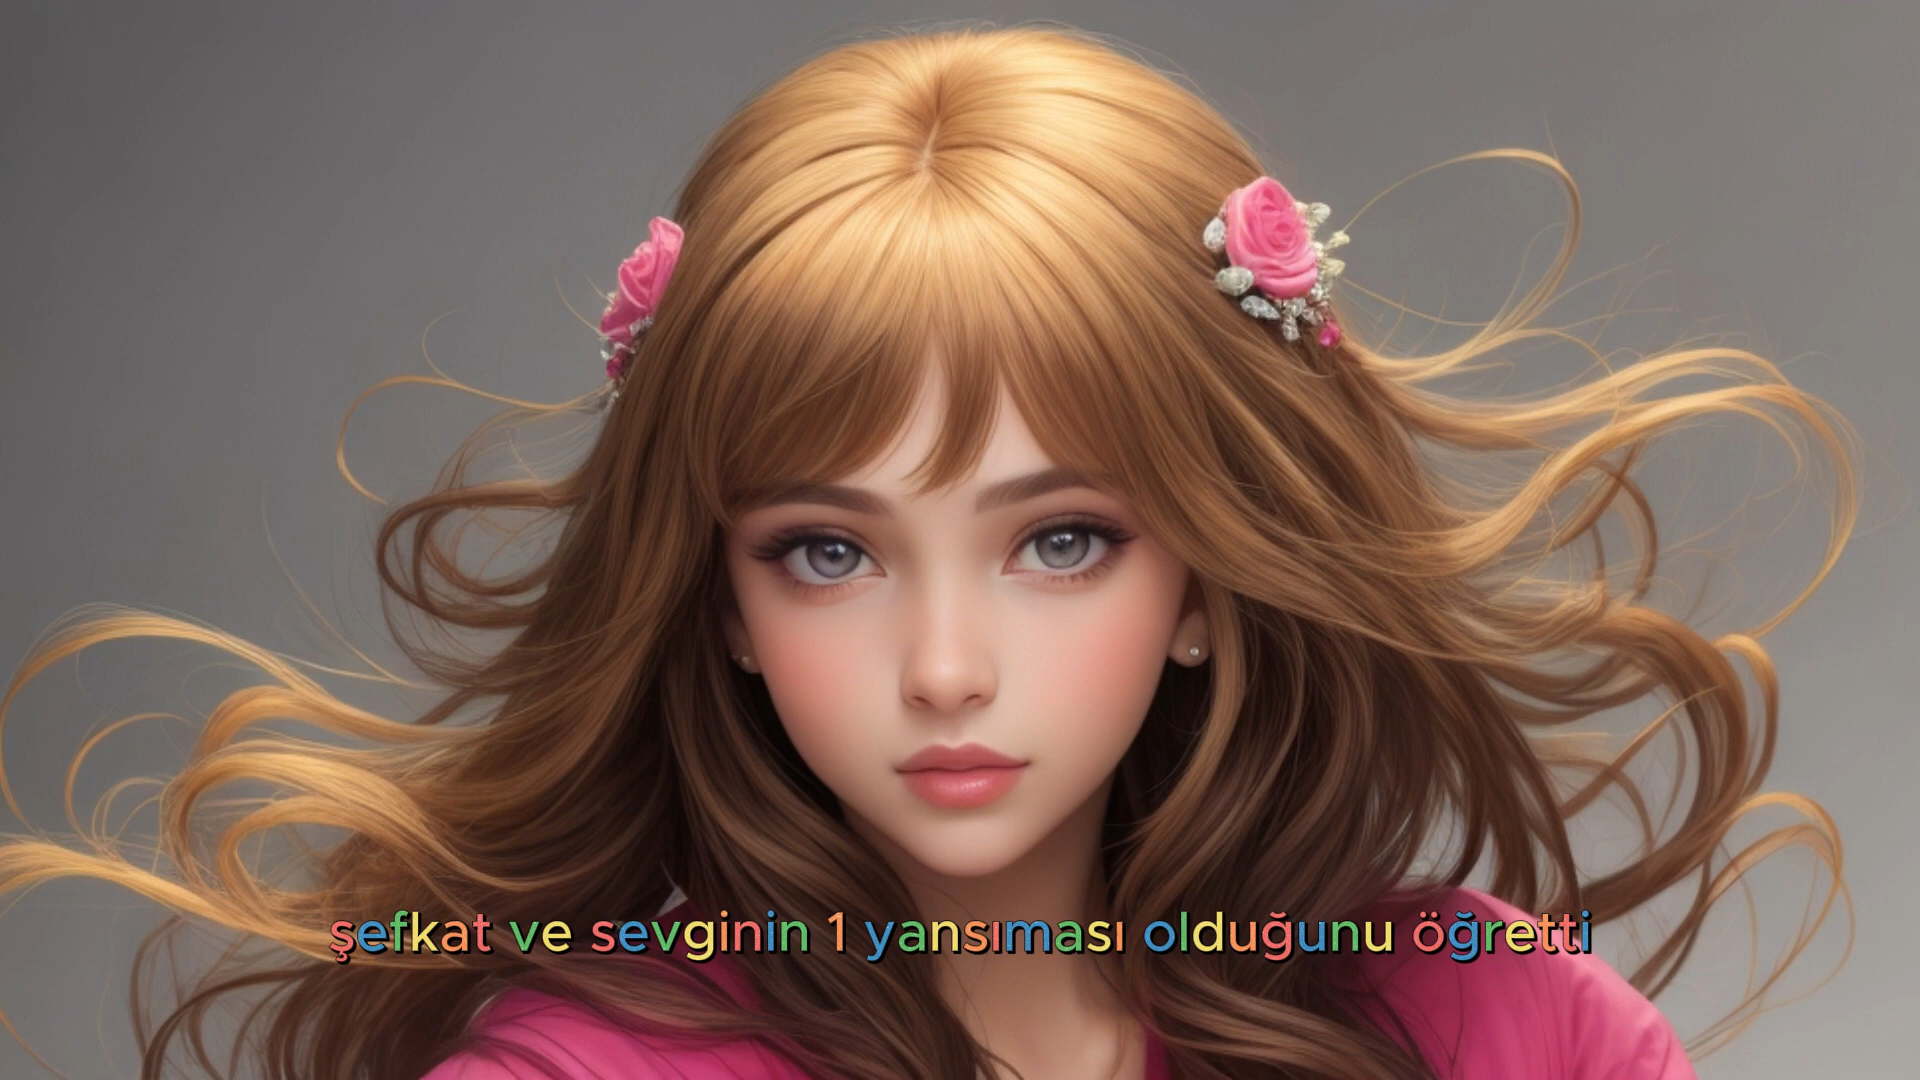 şefkat ve sevginin 1 yansıması olduğunu öğretti